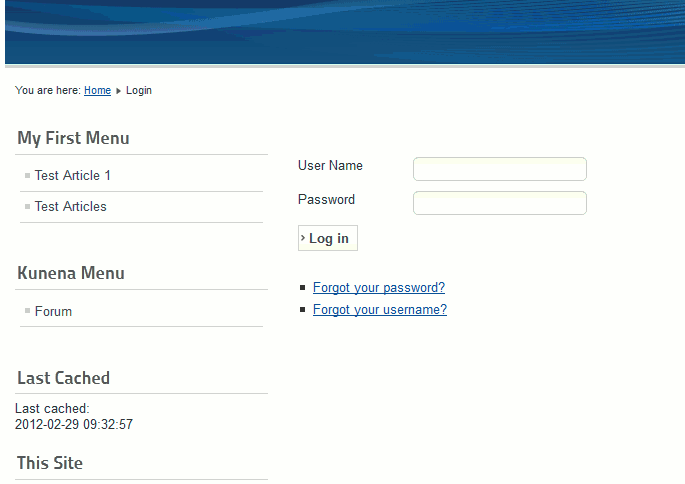 You are here: Home Login
My First Menu
Test Article 1
Test Articles
Kunena Menu
Forum
Last Cached
Last cached:
2012-02-29 09:32:57
This Site
User Name
Password
Log in
Forgot your password?
Forgot your username?